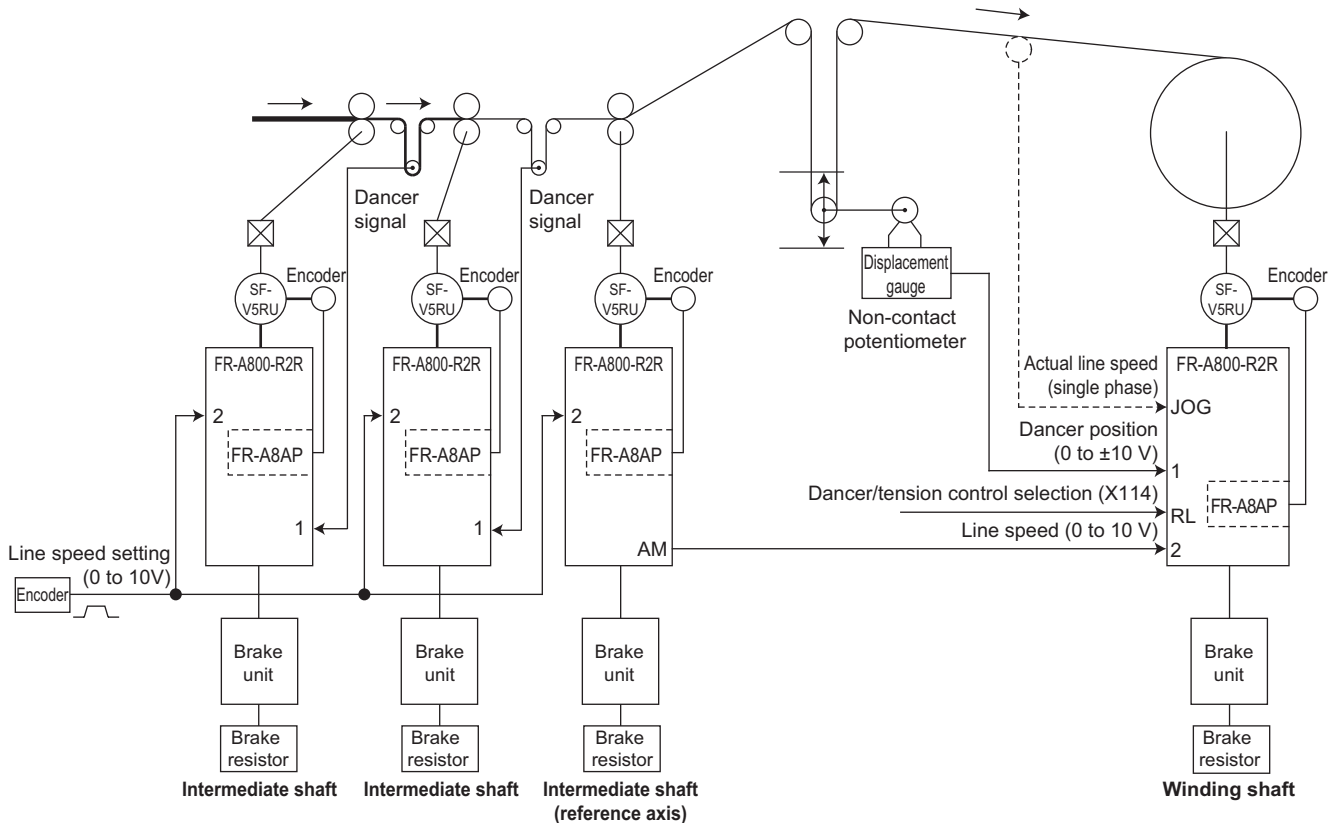 Dancer
signal
Dancer
signal
Displacement
gauge
Non-contact
potentiometer
Encoder
SF-
V5RU
Encoder
SF-
V5RU
Encoder
SF-
V5RU
Encoder
SF-
V5RU
FR-A800-R2R
2
FR-A8AP
1
FR-A800-R2R
2
FR-A8AP
1
FR-A800-R2R
2
FR-A8AP
AM
Actual line speed
(single phase)
Dancer position
(0 to ±10 V)
Dancer/tension control selection (X114)
Line speed (0 to 10 V)
FR-A800-R2R
JOG
1
FR-A8AP
RL
2
Line speed setting
(0 to 10V)
Encoder
Brake
unit
Brake
unit
Brake
unit
Brake
unit
Brake
resistor
Brake
resistor
Brake
resistor
Brake
resistor
Intermediate shaft
Intermediate shaft
Intermediate shaft
(reference axis)
Winding shaft